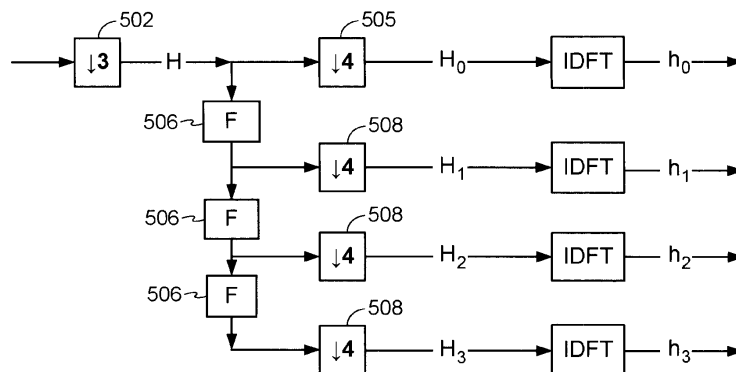 502
505
↓3 H ↓4 H0 IDFT h0
506 F
508
↓4 H1 IDFT h1
506 F
508
↓4 H2 IDFT h2
506 F
508
↓4 H3 IDFT h3